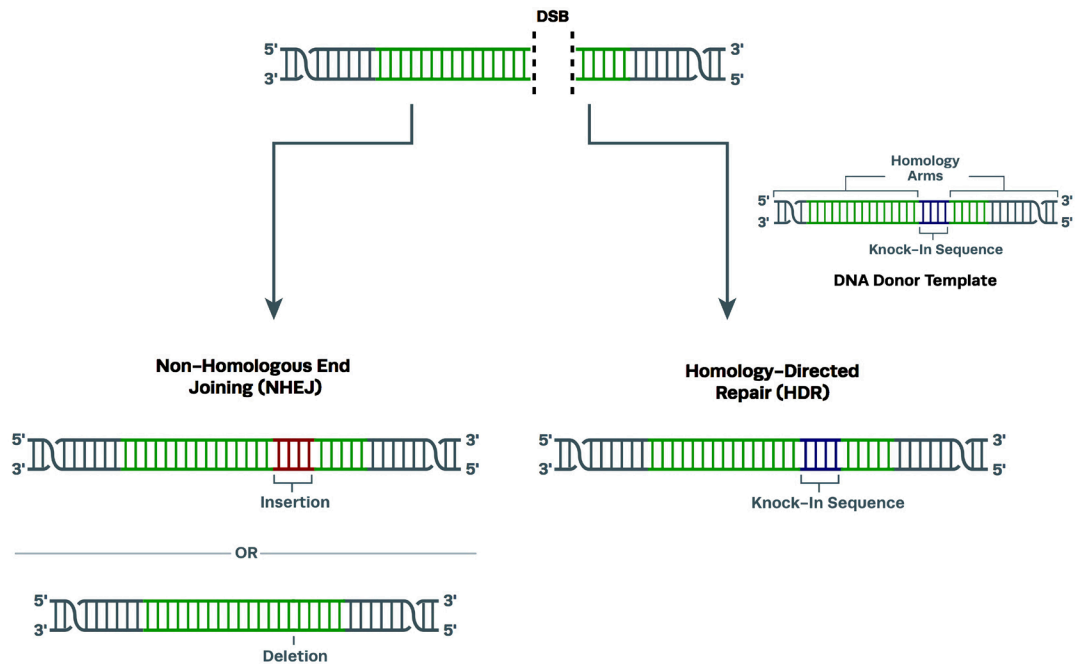 DSB
5' 3'
3' 5'
Homology
Arms
5' 3'
3' 5'
Knock-In Sequence
DNA Donor Template
Non-Homologous End
Joining (NHEJ)
5' 3'
3' 5'
Insertion
OR
5' 3'
3' 5'
Deletion
Homology-Directed
Repair (HDR)
5' 3'
3' 5'
Knock-In Sequence